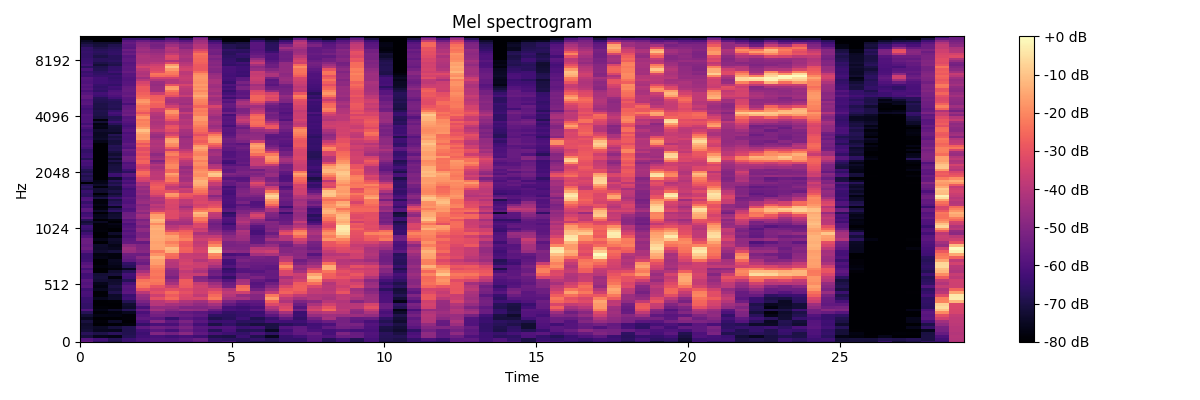 Mel spectrogram
8192
4096
2048
1024
512
0
Hz
0 5 10 15 20 25
Time
+0 dB
-10 dB
-20 dB
-30 dB
-40 dB
-50 dB
-60 dB
-70 dB
-80 dB